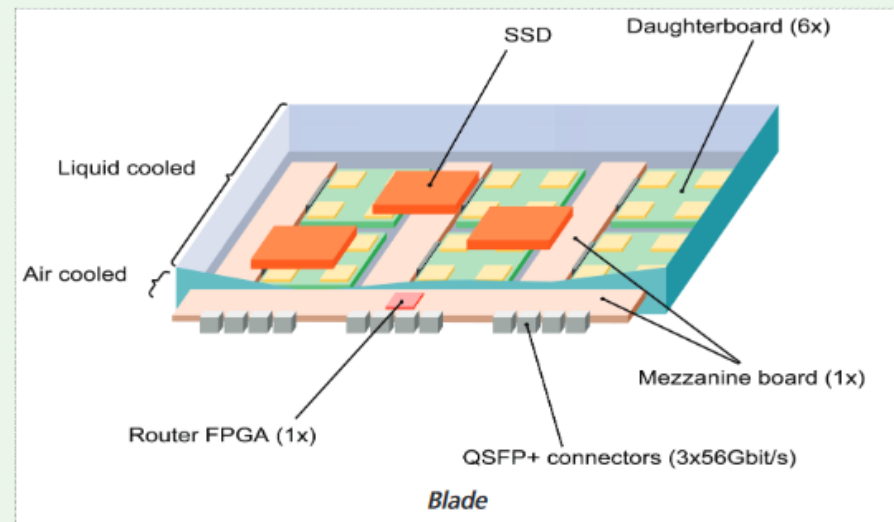 SSD
Daughterboard (6x)
Liquid cooled
Air cooled
Mezzanine board (1x)
Router FPGA (1x)
QSFP+ connectors (3x56Gbit/s)
Blade